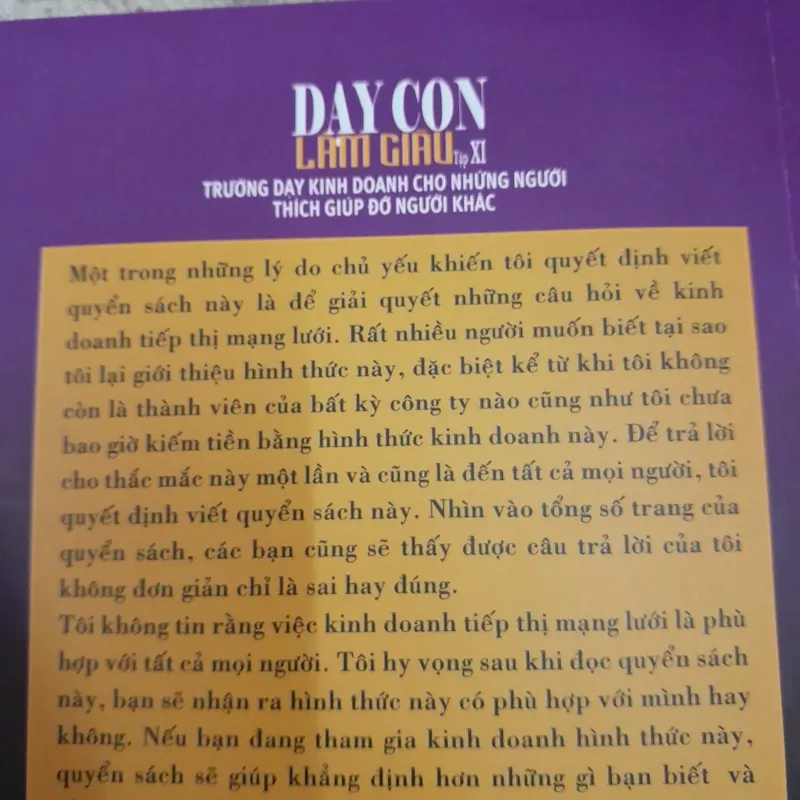 DẠY CON
LÀM GIÀU Tập XI
TRƯỜNG DẠY KINH DOANH CHO NHỮNG NGƯỜI
THÍCH GIÚP ĐỠ NGƯỜI KHÁC
Một trong những lý do chủ yếu khiến tôi quyết định viết
quyển sách này là để giải quyết những câu hỏi về kinh
doanh tiếp thị mạng lưới. Rất nhiều người muốn biết tại sao
tôi lại giới thiệu hình thức này, đặc biệt kể từ khi tôi không
còn là thành viên của bất kỳ công ty nào cũng như tôi chưa
bao giờ kiếm tiền bằng hình thức kinh doanh này. Để trả lời
cho thắc mắc này một lần và cũng là đến tất cả mọi người, tôi
quyết định viết quyển sách này. Nhìn vào tổng số trang của
quyển sách, các bạn cũng sẽ thấy được câu trả lời của tôi
không đơn giản chỉ là sai hay đúng.
Tôi không tin rằng việc kinh doanh tiếp thị mạng lưới là phù
hợp với tất cả mọi người. Tôi hy vọng sau khi đọc quyển sách
này, bạn sẽ nhận ra hình thức này có phù hợp với mình hay
không. Nếu bạn đang tham gia kinh doanh hình thức này,
quyển sách sẽ giúp khẳng định hơn những gì bạn biết và